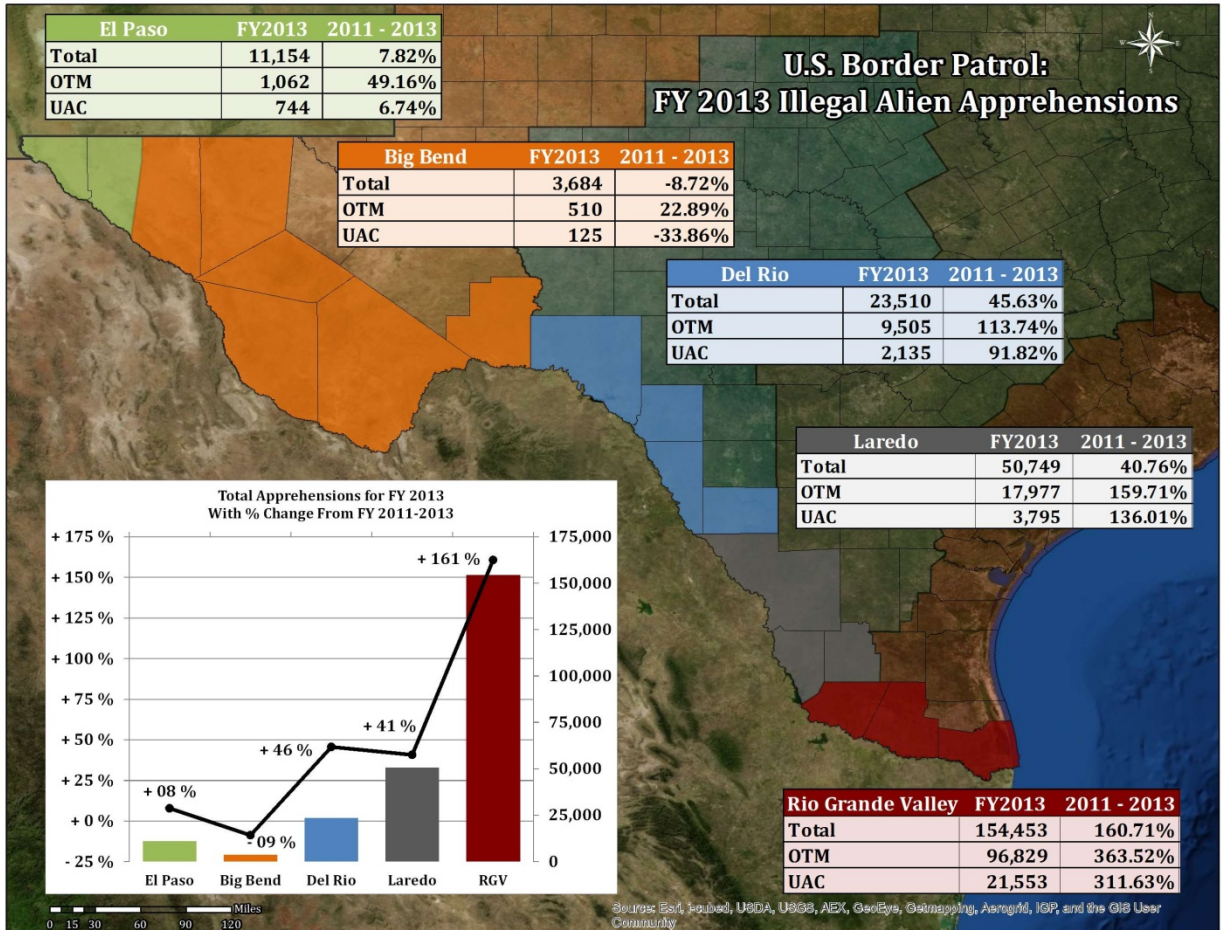 U.S. Border Patrol:
FY 2013 Illegal Alien Apprehensions
N
El Paso FY2013 2011 - 2013
Total 11,154 7.82%
OTM 1,062 49.16%
UAC 744 6.74%
Big Bend FY2013 2011 - 2013
Total 3,684 -8.72%
OTM 510 22.89%
UAC 125 -33.86%
Del Rio FY2013 2011 - 2013
Total 23,510 45.63%
OTM 9,505 113.74%
UAC 2,135 91.82%
Laredo FY2013 2011 - 2013
Total 50,749 40.76%
OTM 17,977 159.71%
UAC 3,795 136.01%
Total Apprehensions for FY 2013
With % Change From FY 2011-2013
+ 175 % 175,000
+ 150 % 150,000
+ 125 % 125,000
+ 100 % 100,000
+ 75 % 75,000
+ 50 % 50,000
+ 25 % 25,000
+ 0 % 0
- 25 %
+ 08 %
- 09 %
+ 46 %
+ 41 %
+ 161 %
El Paso Big Bend Del Rio Laredo RGV
Rio Grande Valley FY2013 2011 - 2013
Total 154,453 160.71%
OTM 96,829 363.52%
UAC 21,553 311.63%
Miles
0 15 30 60 90 120
Source: Esri, i-cubed, USDA, USGS, AEX, GeoEye, Getmapping, Aerogrid, IGP, and the GIS User
Community